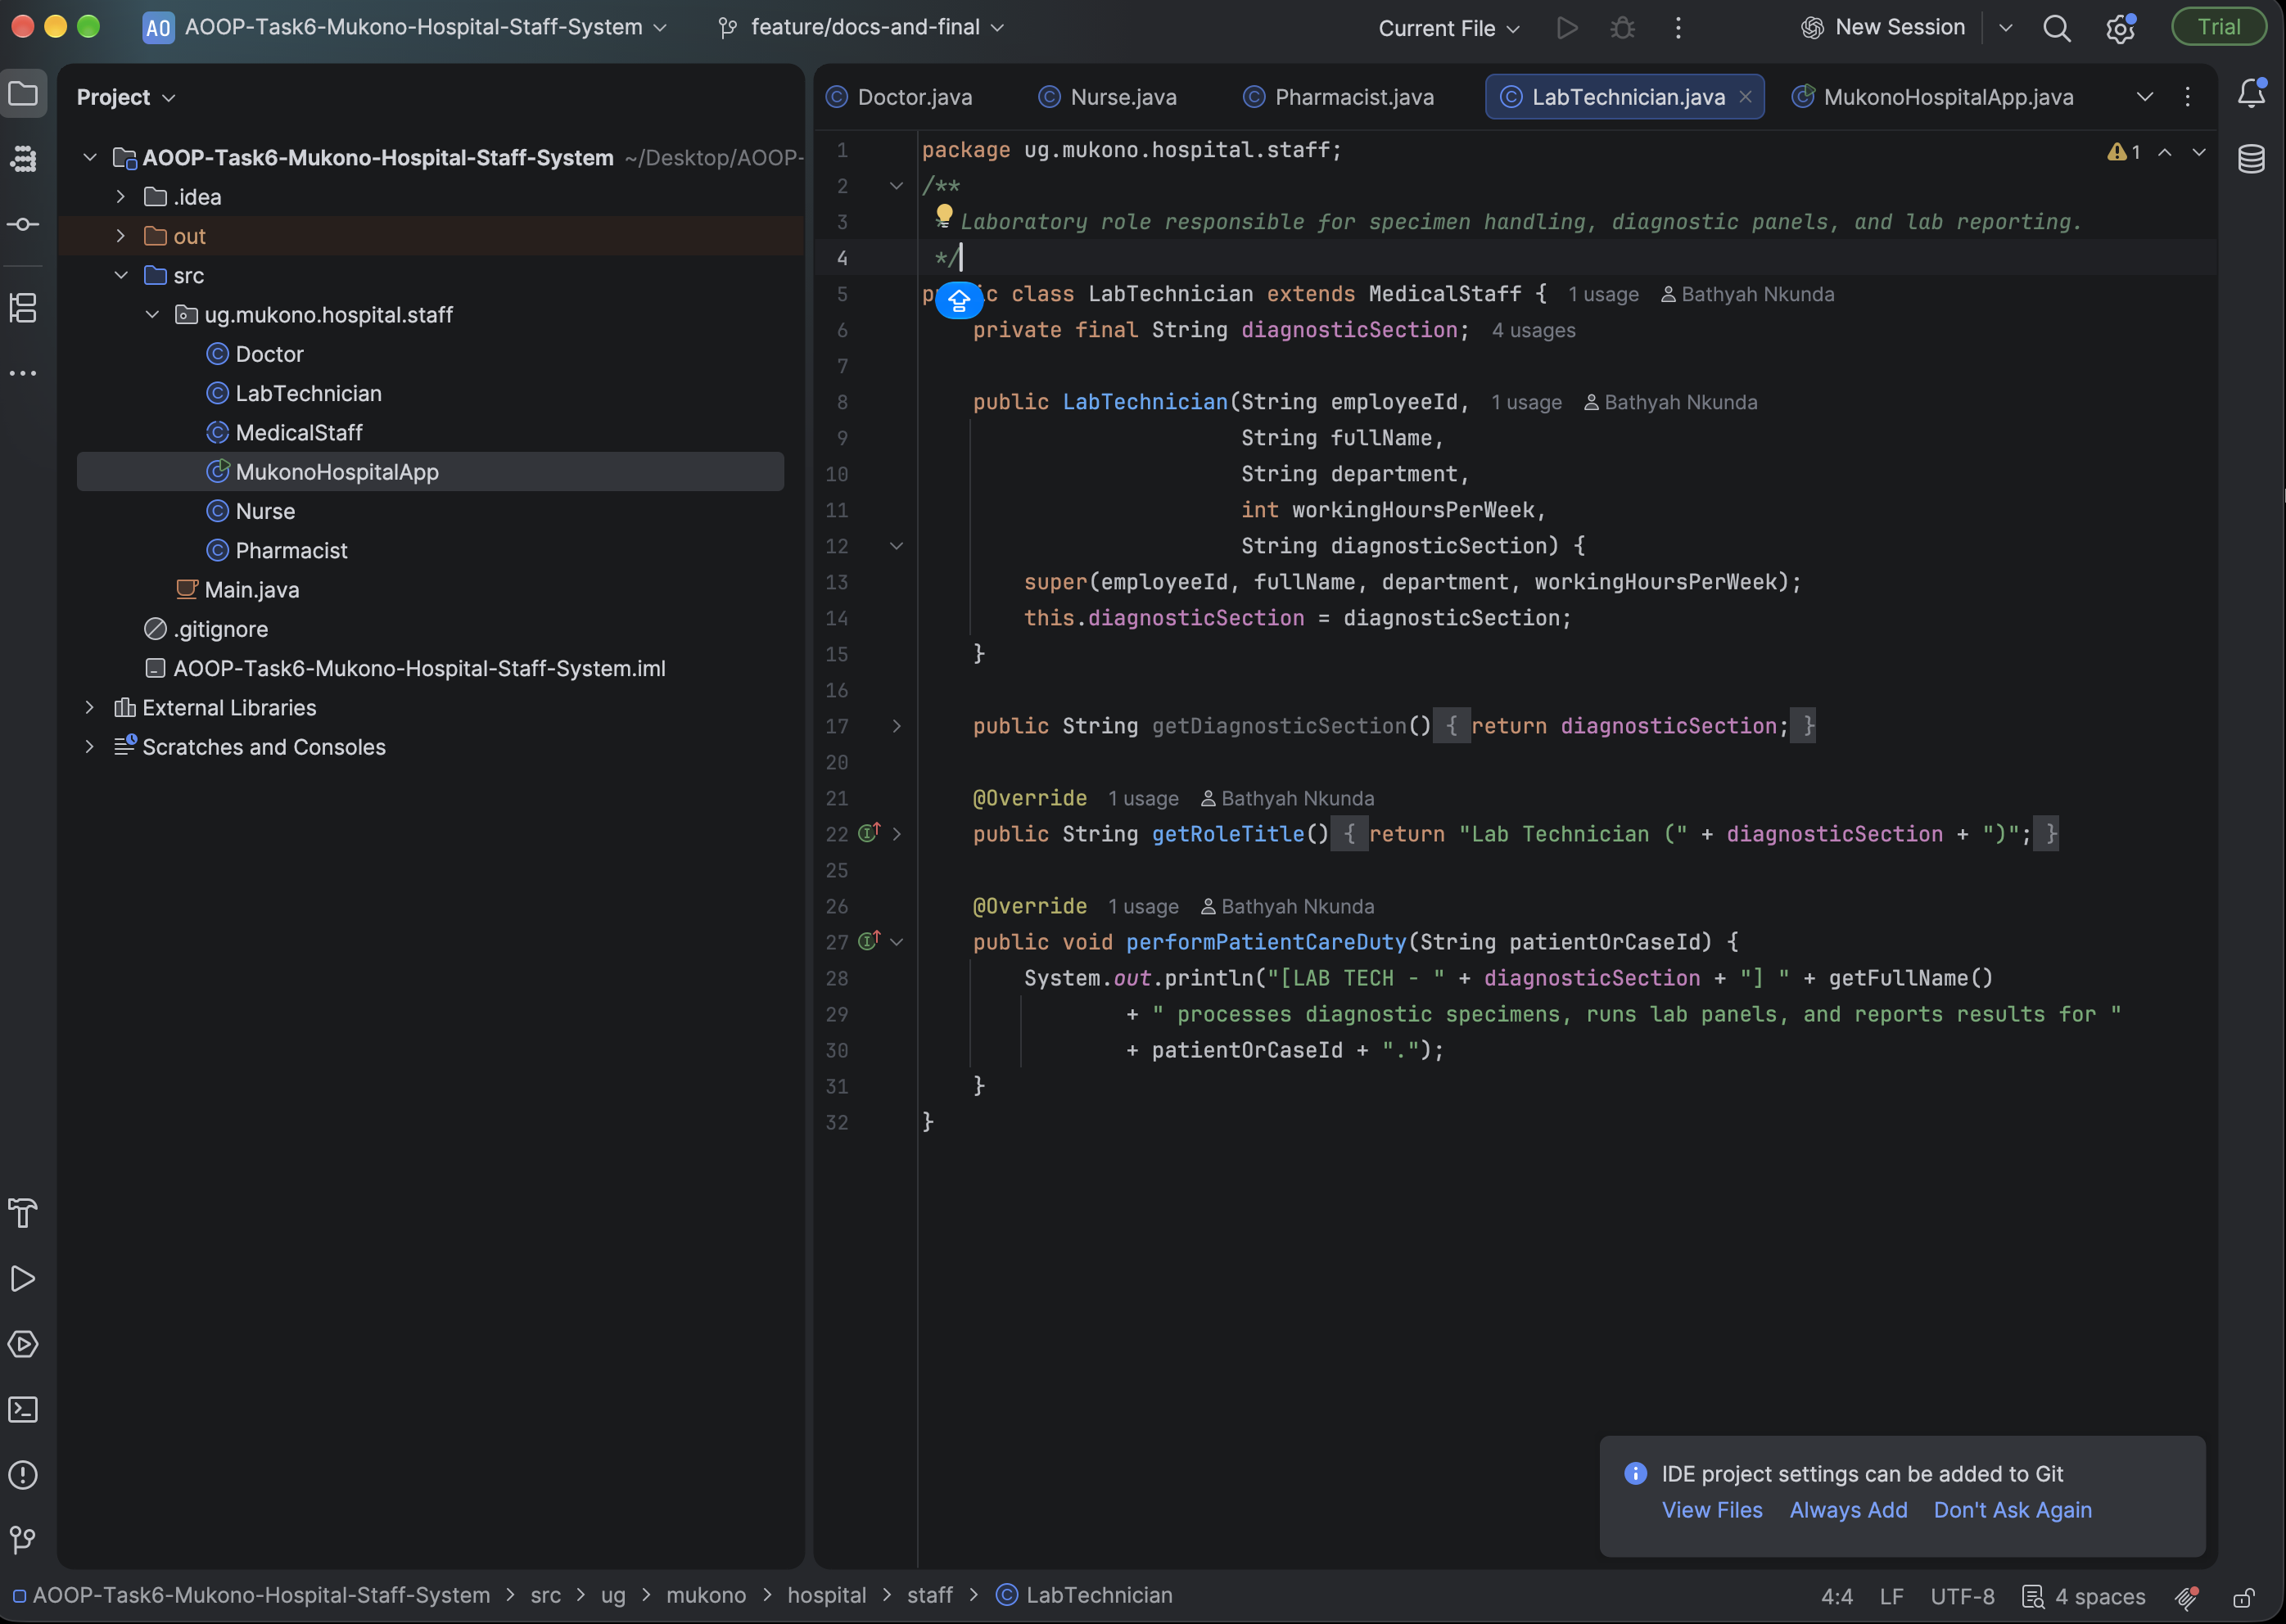 AO AOOP-Task6-Mukono-Hospital-Staff-System feature/docs-and-final Current File New Session Trial
Project
AOOP-Task6-Mukono-Hospital-Staff-System ~/Desktop/AOOP-
.idea
out
src
ug.mukono.hospital.staff
Doctor
LabTechnician
MedicalStaff
MukonoHospitalApp
Nurse
Pharmacist
Main.java
.gitignore
AOOP-Task6-Mukono-Hospital-Staff-System.iml
External Libraries
Scratches and Consoles
Doctor.java Nurse.java Pharmacist.java LabTechnician.java MukonoHospitalApp.java
1 package ug.mukono.hospital.staff;
1
2 /**
3 Laboratory role responsible for specimen handling, diagnostic panels, and lab reporting.
4 */
5 class LabTechnician extends MedicalStaff { 1 usage Bathyah Nkunda
6 private final String diagnosticSection; 4 usages
7
8 public LabTechnician(String employeeId, 1 usage Bathyah Nkunda
9 String fullName,
10 String department,
11 int workingHoursPerWeek,
12 String diagnosticSection) {
13 super(employeeId, fullName, department, workingHoursPerWeek);
14 this.diagnosticSection = diagnosticSection;
15 }
16
17 public String getDiagnosticSection() { return diagnosticSection; }
20
21 @Override 1 usage Bathyah Nkunda
22 public String getRoleTitle() { return "Lab Technician (" + diagnosticSection + ")"; }
25
26 @Override 1 usage Bathyah Nkunda
27 public void performPatientCareDuty(String patientOrCaseId) {
28 System.out.println("[LAB TECH - " + diagnosticSection + "] " + getFullName()
29 + " processes diagnostic specimens, runs lab panels, and reports results for "
30 + patientOrCaseId + ".");
31 }
32 }
IDE project settings can be added to Git
View Files Always Add Don't Ask Again
AOOP-Task6-Mukono-Hospital-Staff-System > src > ug > mukono > hospital > staff > LabTechnician
4:4 LF UTF-8 4 spaces